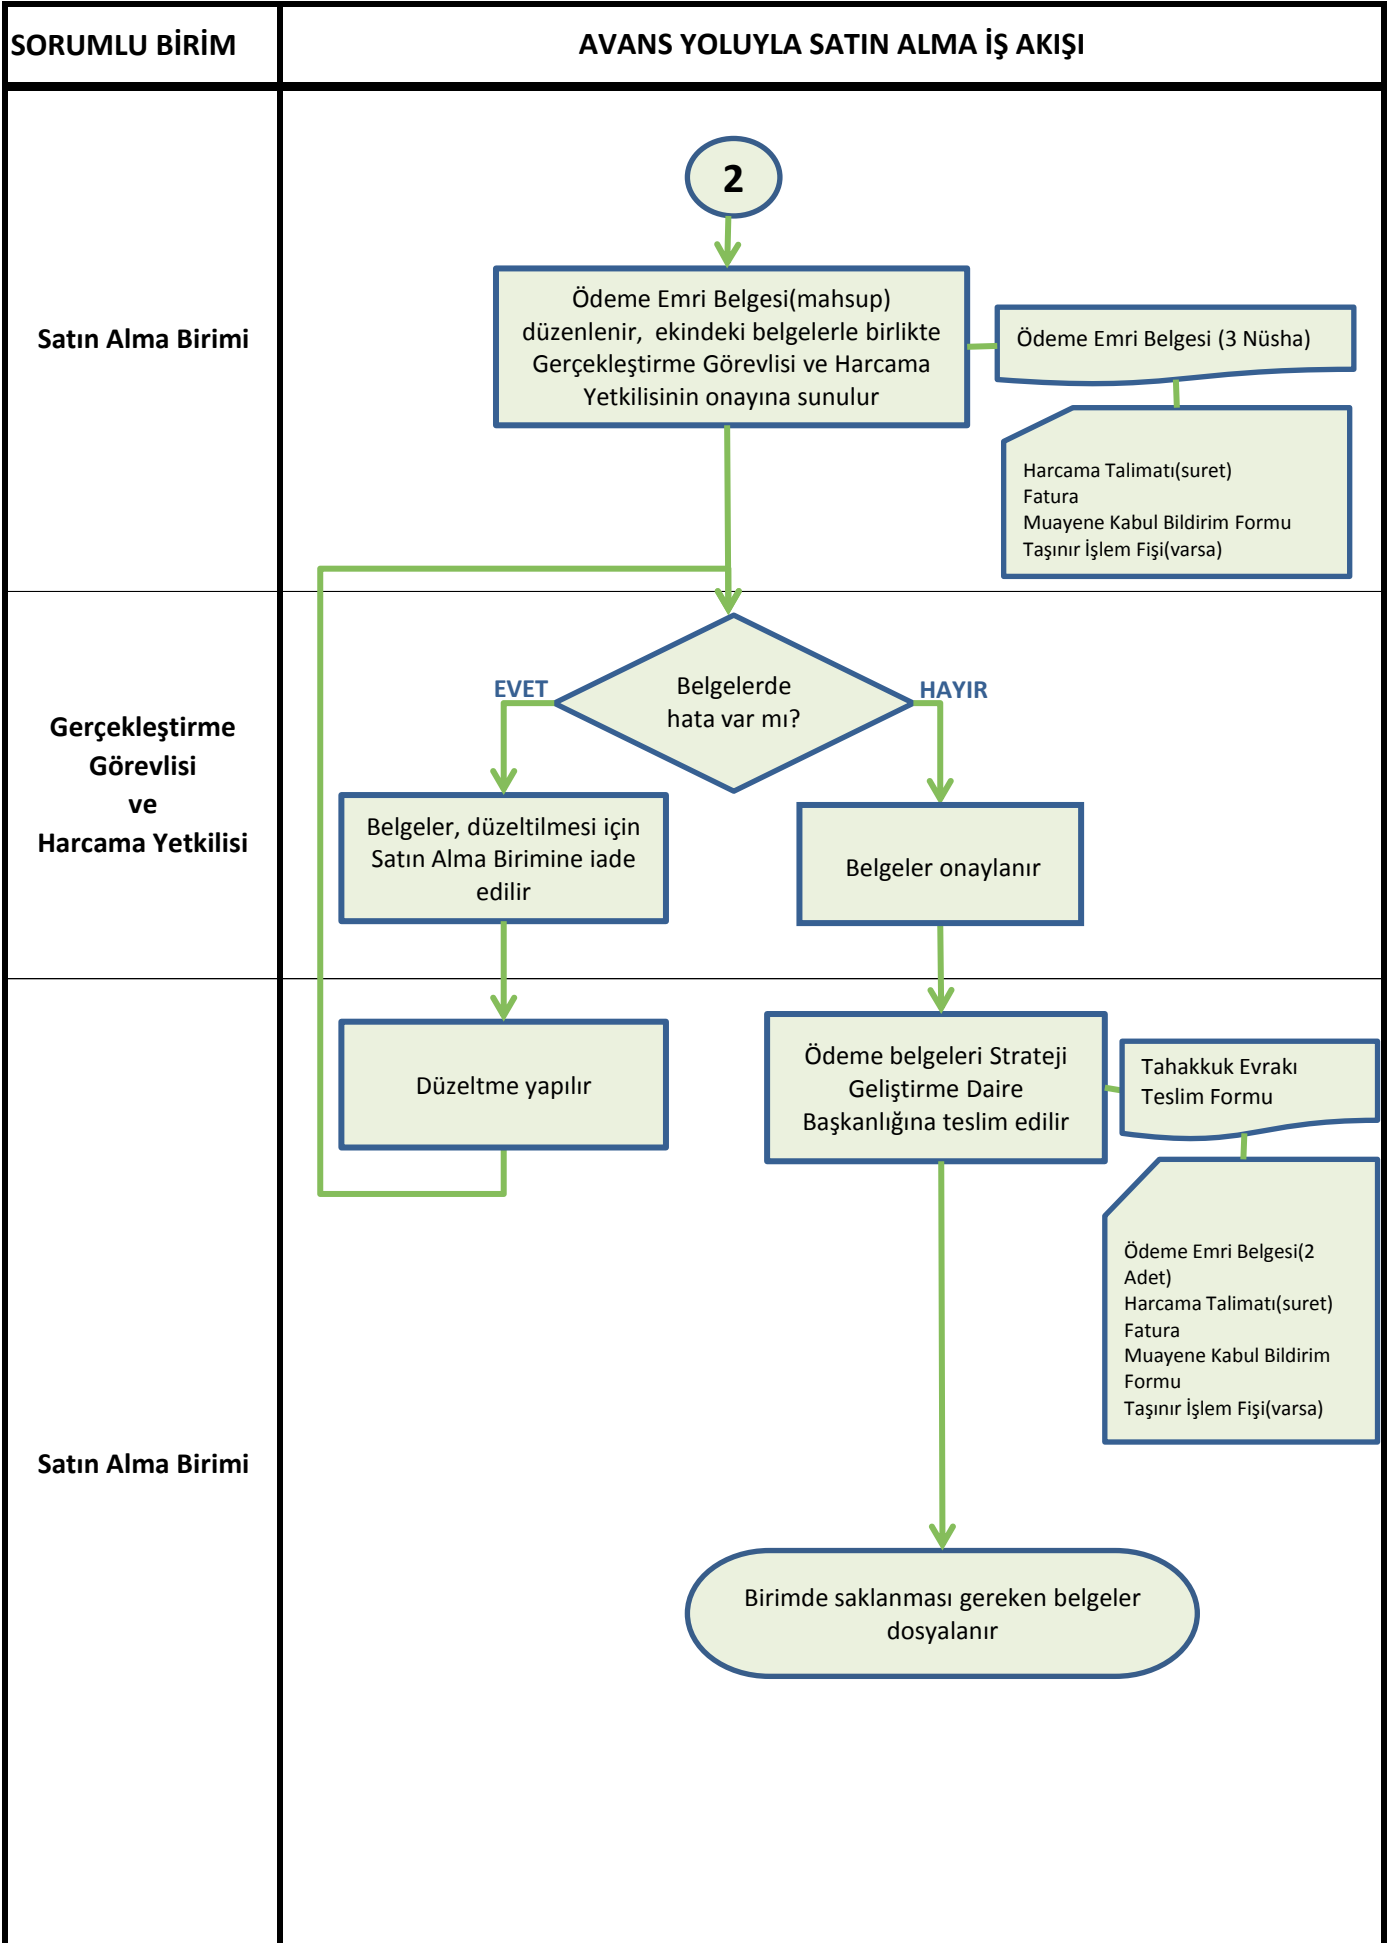 SORUMLU BİRİM
AVANS YOLUYLA SATIN ALMA İŞ AKIŞI
2
Satın Alma Birimi
Ödeme Emri Belgesi(mahsup)
düzenlenir, ekindeki belgelerle birlikte
Gerçekleştirme Görevlisi ve Harcama
Yetkilisinin onayına sunulur
Ödeme Emri Belgesi (3 Nüsha)
Harcama Talimatı(suret)
Fatura
Muayene Kabul Bildirim Formu
Taşınır İşlem Fişi(varsa)
Gerçekleştirme
Görevlisi
ve
Harcama Yetkilisi
Belgelerde
hata var mı?
EVET
HAYIR
Belgeler, düzeltilmesi için
Satın Alma Birimine iade
edilir
Belgeler onaylanır
Satın Alma Birimi
Düzeltme yapılır
Ödeme belgeleri Strateji
Geliştirme Daire
Başkanlığına teslim edilir
Tahakkuk Evrakı
Teslim Formu
Ödeme Emri Belgesi(2
Adet)
Harcama Talimatı(suret)
Fatura
Muayene Kabul Bildirim
Formu
Taşınır İşlem Fişi(varsa)
Birimde saklanması gereken belgeler
dosyalanır